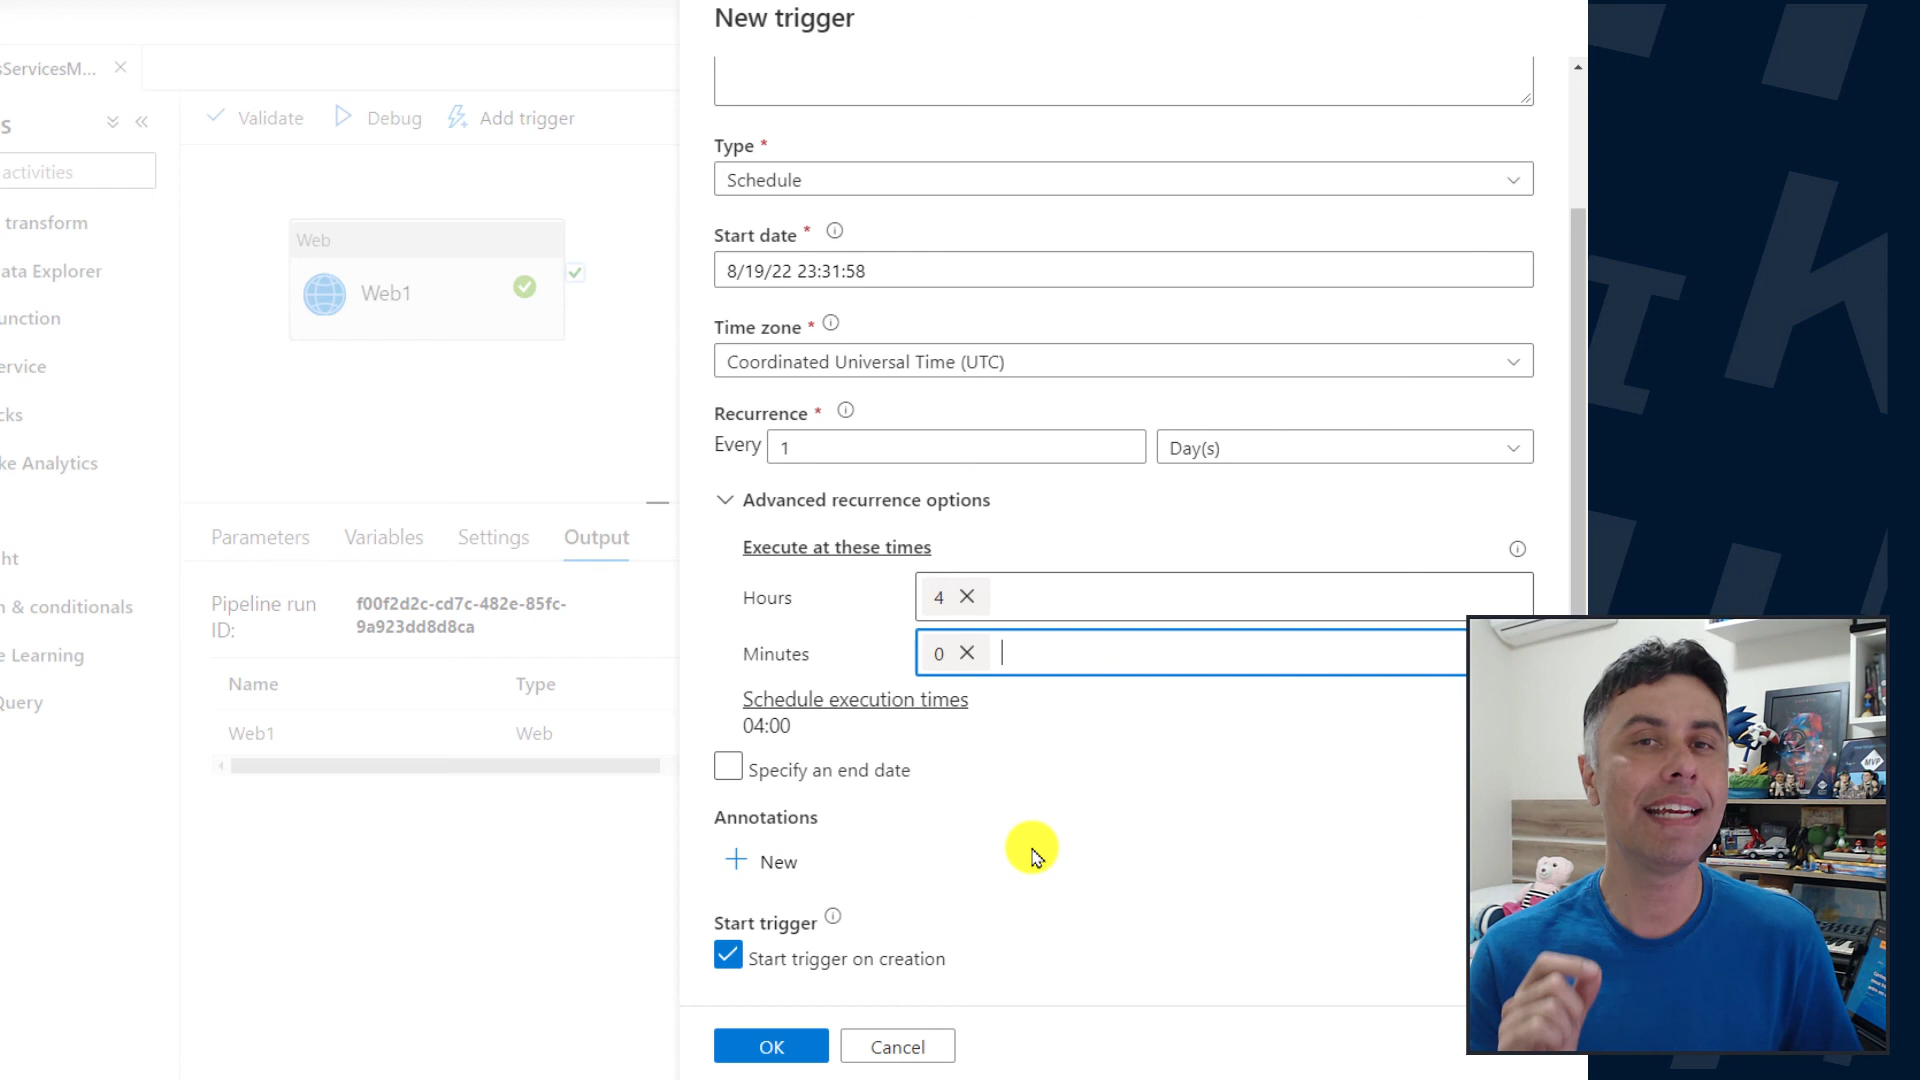 New trigger
sServicesM...
Validate
Debug
Add trigger
s
activities
transform
ata Explorer
unction
ervice
cks
ke Analytics
ht
n & conditionals
e Learning
Query
Web
Web1
Parameters
Variables
Settings
Output
Pipeline run
ID:
f00f2d2c-cd7c-482e-85fc-
9a923dd8d8ca
Name
Type
Web1
Web
Type *
Schedule
Start date *
8/19/22 23:31:58
Time zone *
Coordinated Universal Time (UTC)
Recurrence *
Every
1
Day(s)
Advanced recurrence options
Execute at these times
Hours
4
Minutes
0
Schedule execution times
04:00
Specify an end date
Annotations
New
Start trigger
Start trigger on creation
OK
Cancel
MVP